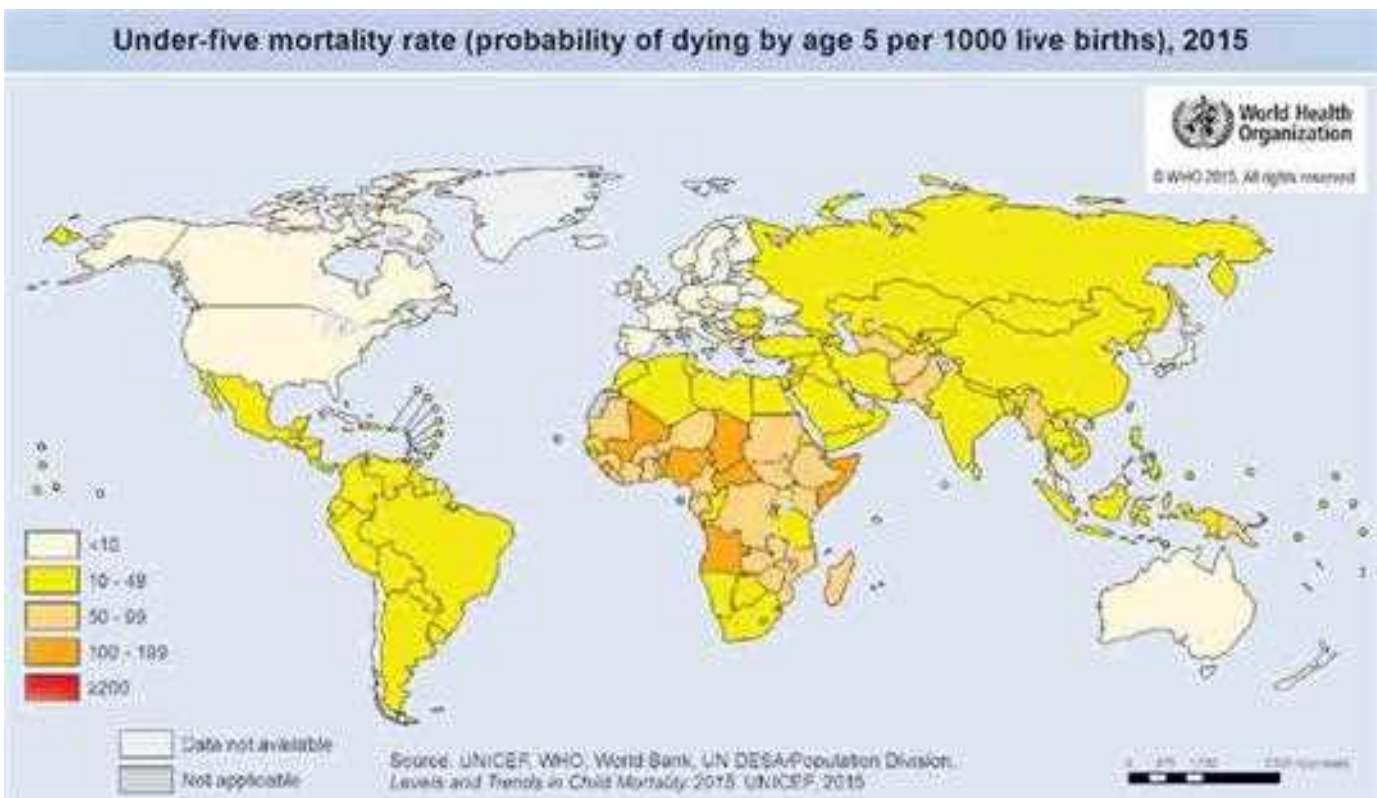 Under-five mortality rate (probability of dying by age 5 per 1000 live births), 2015
World Health
Organization
© WHO 2015. All rights reserved
<10
10 - 49
50 - 99
100 - 199
≥200
Data not available
Not applicable
Source: UNICEF, WHO, World Bank, UN DESA/Population Division.
Levels and Trends in Child Mortality 2015. UNICEF, 2015
0